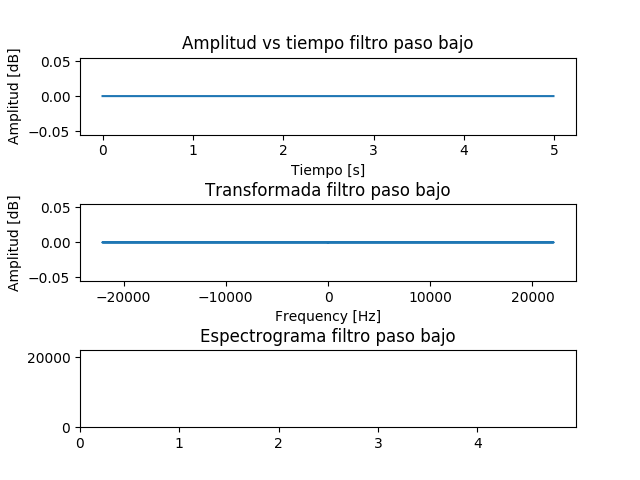 Amplitud vs tiempo filtro paso bajo
Amplitud [dB]
0.05
0.00
−0.05
0 1 2 3 4 5
Tiempo [s]
Transformada filtro paso bajo
Amplitud [dB]
0.05
0.00
−0.05
−20000 −10000 0 10000 20000
Frequency [Hz]
Espectrograma filtro paso bajo
20000
0
0 1 2 3 4